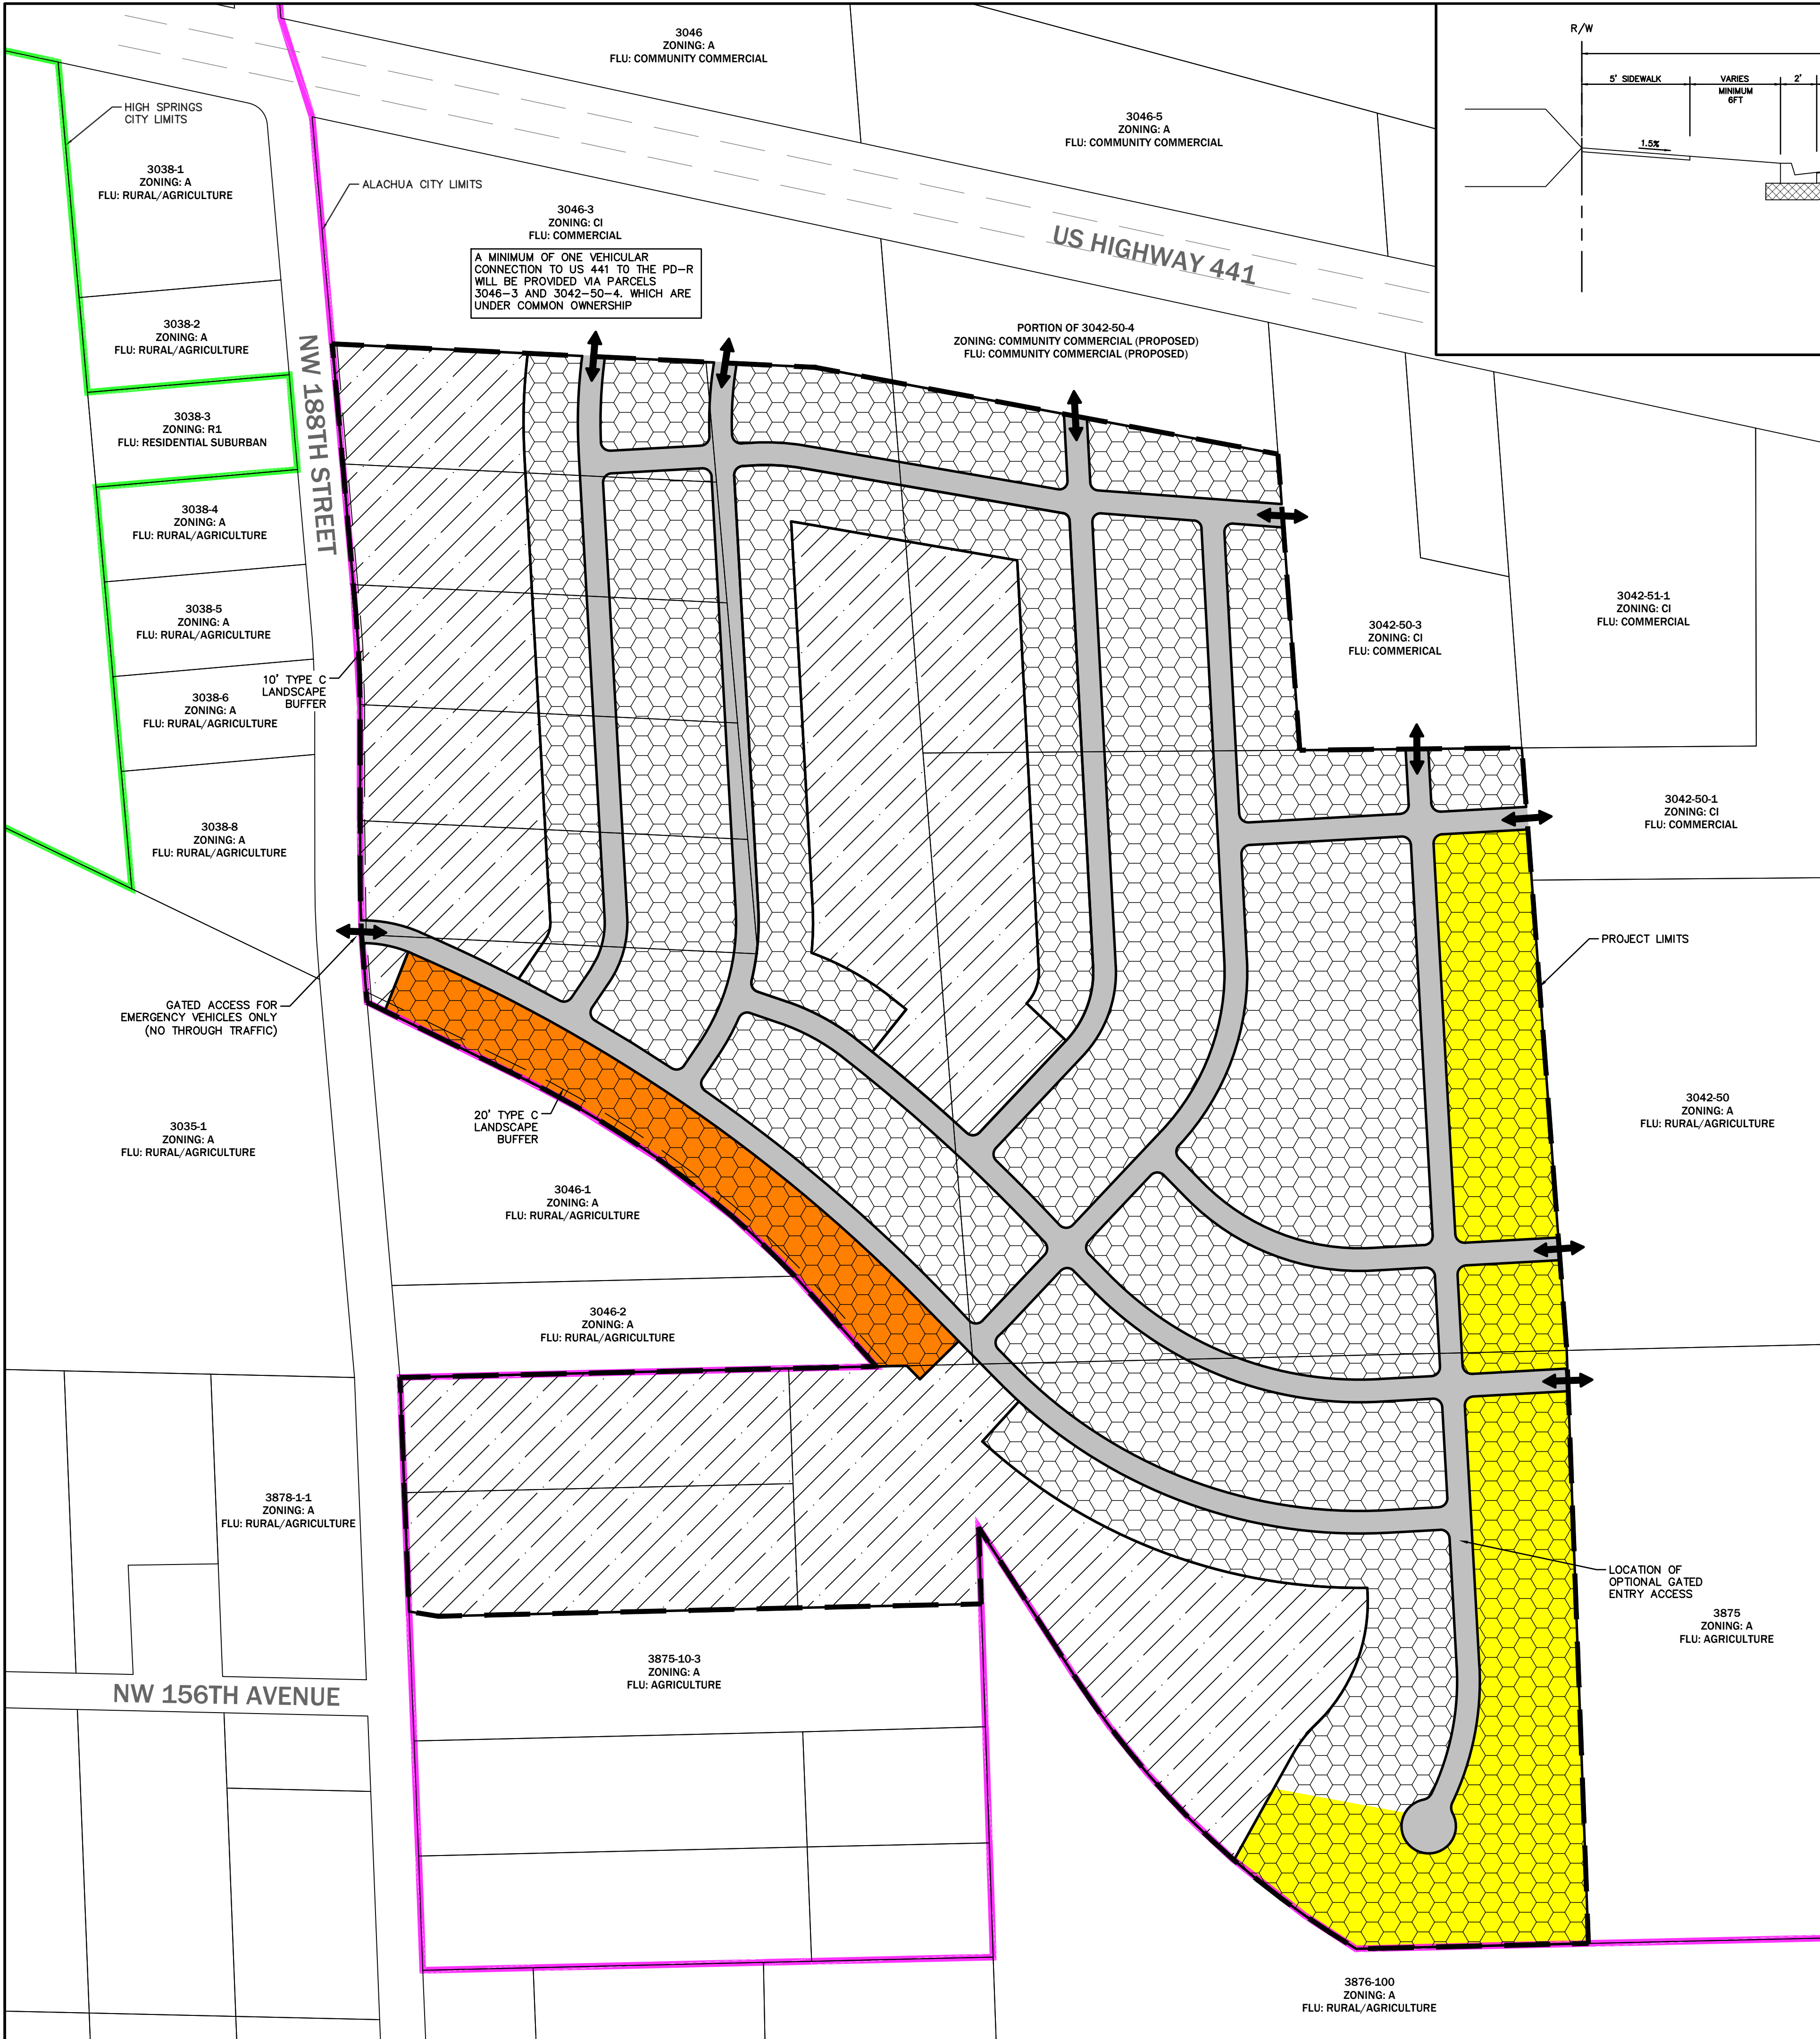 3046
ZONING: A
FLU: COMMUNITY COMMERCIAL
R/W
5' SIDEWALK
VARIES
MINIMUM
6FT
2'
1.5%
HIGH SPRINGS
CITY LIMITS
3046-5
ZONING: A
FLU: COMMUNITY COMMERCIAL
3038-1
ZONING: A
FLU: RURAL/AGRICULTURE
ALACHUA CITY LIMITS
3046-3
ZONING: CI
FLU: COMMERCIAL
A MINIMUM OF ONE VEHICULAR
CONNECTION TO US 441 TO THE PD-R
WILL BE PROVIDED VIA PARCELS
3046-3 AND 3042-50-4. WHICH ARE
UNDER COMMON OWNERSHIP
US HIGHWAY 441
3038-2
ZONING: A
FLU: RURAL/AGRICULTURE
PORTION OF 3042-50-4
ZONING: COMMUNITY COMMERCIAL (PROPOSED)
FLU: COMMUNITY COMMERCIAL (PROPOSED)
NW 188TH STREET
3038-3
ZONING: R1
FLU: RESIDENTIAL SUBURBAN
3038-4
ZONING: A
FLU: RURAL/AGRICULTURE
3038-5
ZONING: A
FLU: RURAL/AGRICULTURE
3042-50-3
ZONING: CI
FLU: COMMERICAL
3042-51-1
ZONING: CI
FLU: COMMERCIAL
10' TYPE C
LANDSCAPE
BUFFER
3038-6
ZONING: A
FLU: RURAL/AGRICULTURE
3038-8
ZONING: A
FLU: RURAL/AGRICULTURE
3042-50-1
ZONING: CI
FLU: COMMERCIAL
PROJECT LIMITS
GATED ACCESS FOR
EMERGENCY VEHICLES ONLY
(NO THROUGH TRAFFIC)
20' TYPE C
LANDSCAPE
BUFFER
3042-50
ZONING: A
FLU: RURAL/AGRICULTURE
3035-1
ZONING: A
FLU: RURAL/AGRICULTURE
3046-1
ZONING: A
FLU: RURAL/AGRICULTURE
3046-2
ZONING: A
FLU: RURAL/AGRICULTURE
3878-1-1
ZONING: A
FLU: RURAL/AGRICULTURE
LOCATION OF
OPTIONAL GATED
ENTRY ACCESS
3875
ZONING: A
FLU: AGRICULTURE
3875-10-3
ZONING: A
FLU: AGRICULTURE
NW 156TH AVENUE
3876-100
ZONING: A
FLU: RURAL/AGRICULTURE